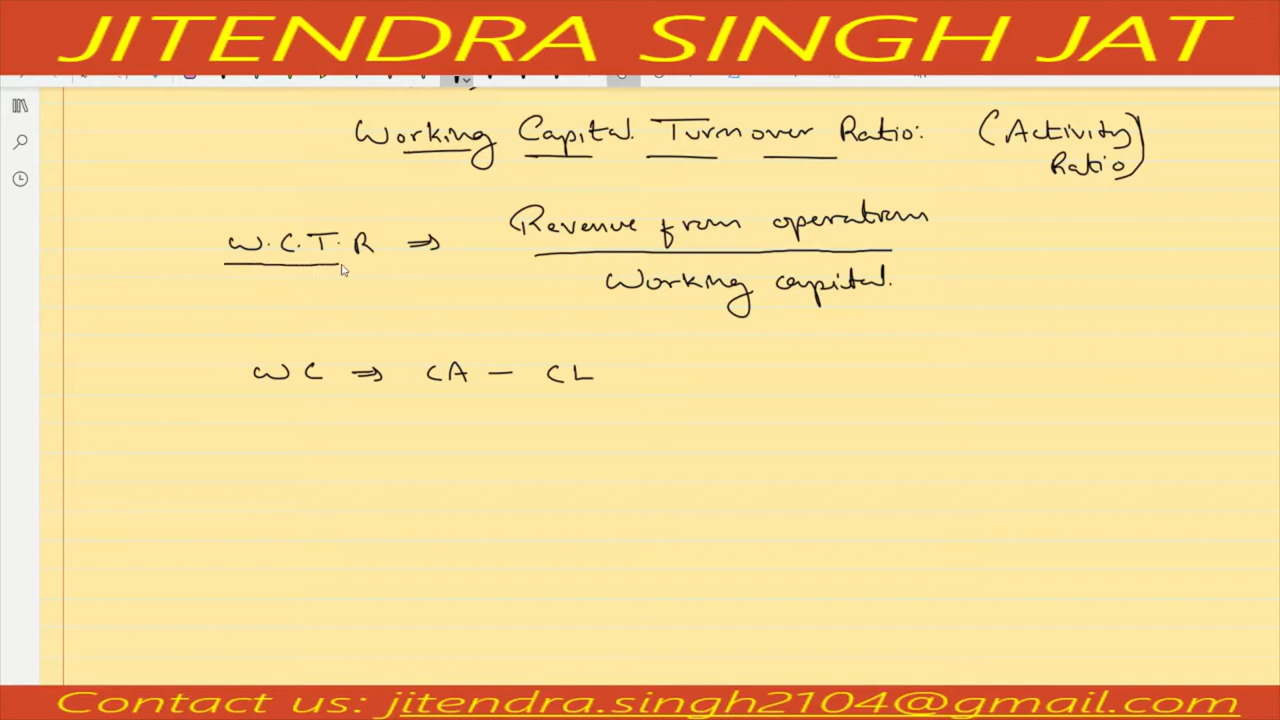 JITENDRA SINGH JAT
Working Capital Turnover Ratio: (Activity
Ratio)
W.C.T.R ⇒ Revenue from operations
Working capital.
WC ⇒ CA - CL
Contact us: jitendra.singh2104@gmail.com